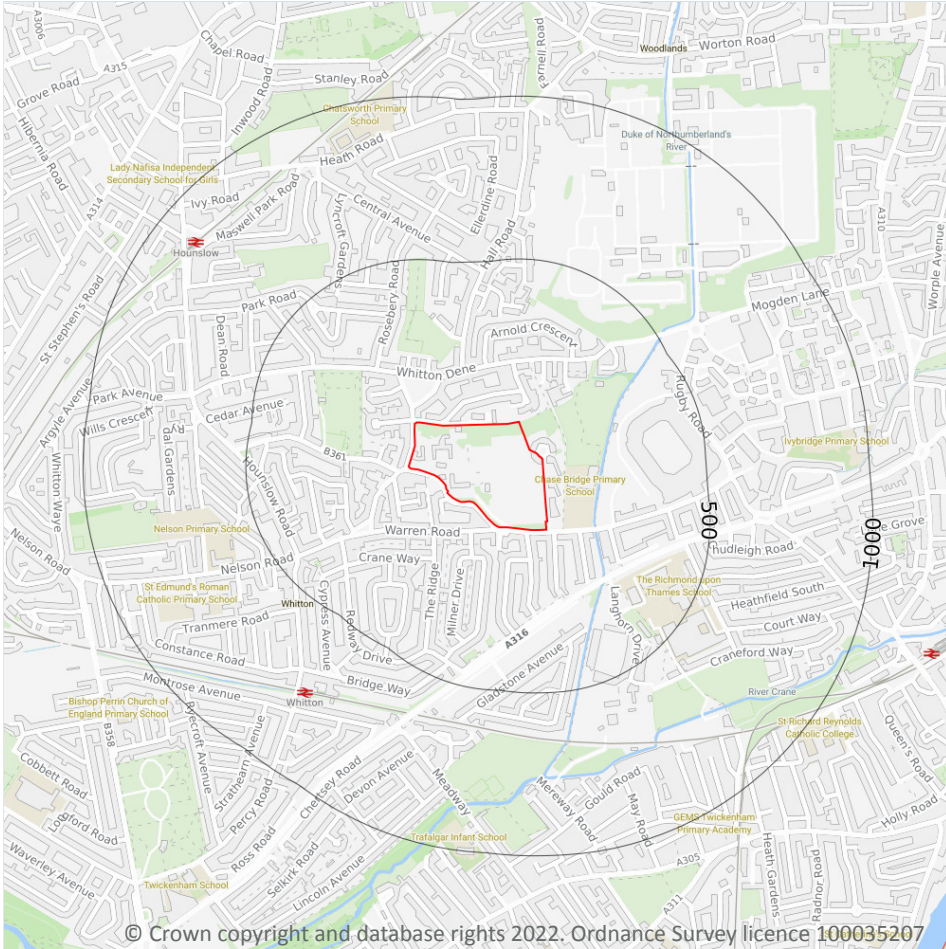 A3006
Chapel Road
Fernell Road
Woodlands
Worton Road
A315
Grove Road
Stanley Road
Inwood Road
Hibernia Road
Chatsworth Primary
School
Heath Road
Duke of Northumberland's
River
Lady Nafisa Independent
Secondary School for Girls
Ivy Road
Maswell Park Road
A314
Lyncroft Gardens
Central Avenue
Ellerdine Road
Hall Road
A310
Worple Avenue
Hounslow
St Stephen's Road
Park Road
Rosebery Road
Mogden Lane
Dean Road
Arnold Crescent
Whitton Dene
Rugby Road
Argyle Avenue
Park Avenue
Wills Crescent
Cedar Avenue
Rydal Gardens
B361
Hounslow Road
Ivybridge Primary School
Whitton Waye
Chase Bridge Primary
School
500
1000
Nelson Primary School
Warren Road
Nelson Road
Nelson Road
Crane Way
The Ridge
Milner Drive
Hudleigh Road
Grove
St Edmund's Roman
Catholic Primary School
Cypress Avenue
Whitton
Redway Drive
The Richmond upon
Thames School
Langhorn Drive
Heathfield South
Court Way
Tranmere Road
A316
Craneford Way
Constance Road
Gladstone Avenue
Bridge Way
Montrose Avenue
Whitton
River Crane
Bishop Perrin Church of
England Primary School
B358
Ryecroft Avenue
Strathearn Avenue
St Richard Reynolds
Catholic College
Queen's Road
Cobbett Road
Percy Road
Chertsey Road
Devon Avenue
Meadway
Mereway Road
Gould Road
May Road
GEMS Twickenham
Primary Academy
Holly Road
Ross Road
Selkirk Road
Lincoln Avenue
Trafalgar Infant School
Waverley Avenue
Twickenham School
A305
A311
Heath Gardens
Radnor Road
© Crown copyright and database rights 2022. Ordnance Survey licence 100035207